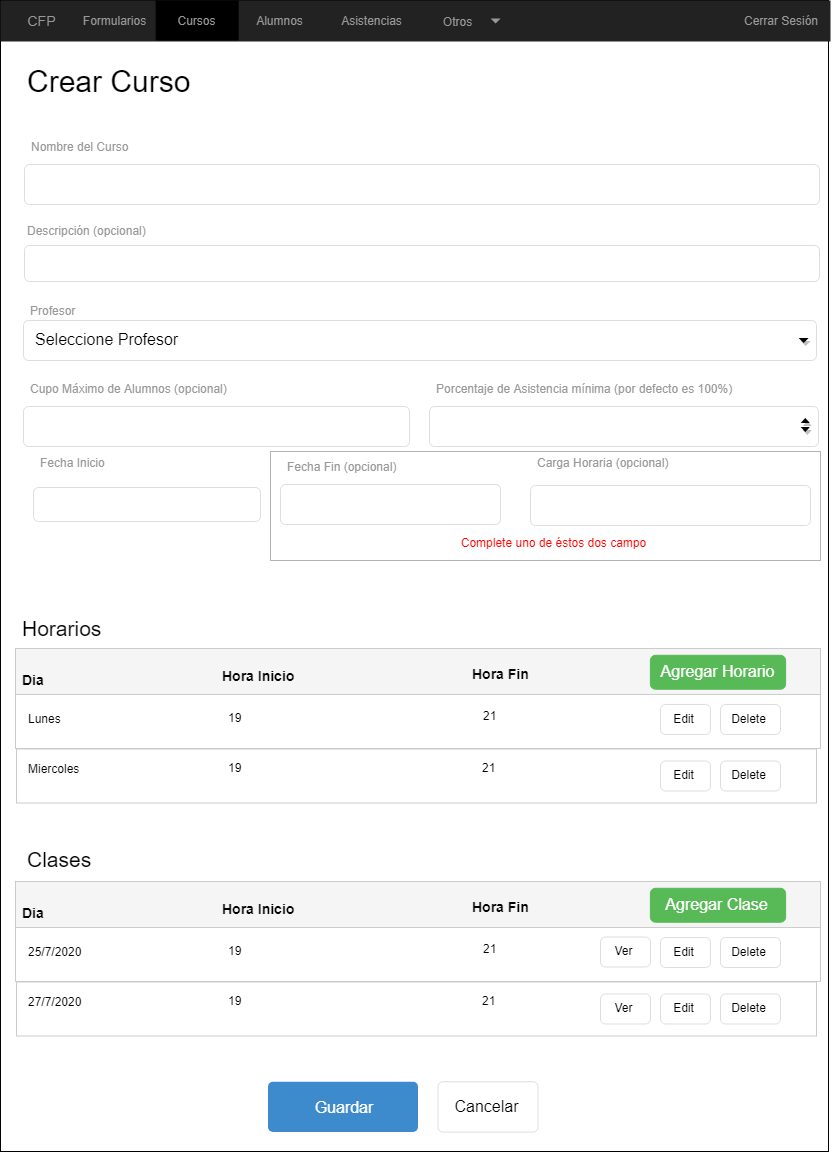 CFP Formularios Cursos Alumnos Asistencias Otros Cerrar Sesión
Crear Curso
Nombre del Curso
Descripción (opcional)
Profesor
Seleccione Profesor
Cupo Máximo de Alumnos (opcional) Porcentaje de Asistencia mínima (por defecto es 100%)
Fecha Inicio Fecha Fin (opcional) Carga Horaria (opcional)
Complete uno de éstos dos campo
Horarios
Dia Hora Inicio Hora Fin Agregar Horario
Lunes 19 21 Edit Delete
Miercoles 19 21 Edit Delete
Clases
Dia Hora Inicio Hora Fin Agregar Clase
25/7/2020 19 21 Ver Edit Delete
27/7/2020 19 21 Ver Edit Delete
Guardar Cancelar